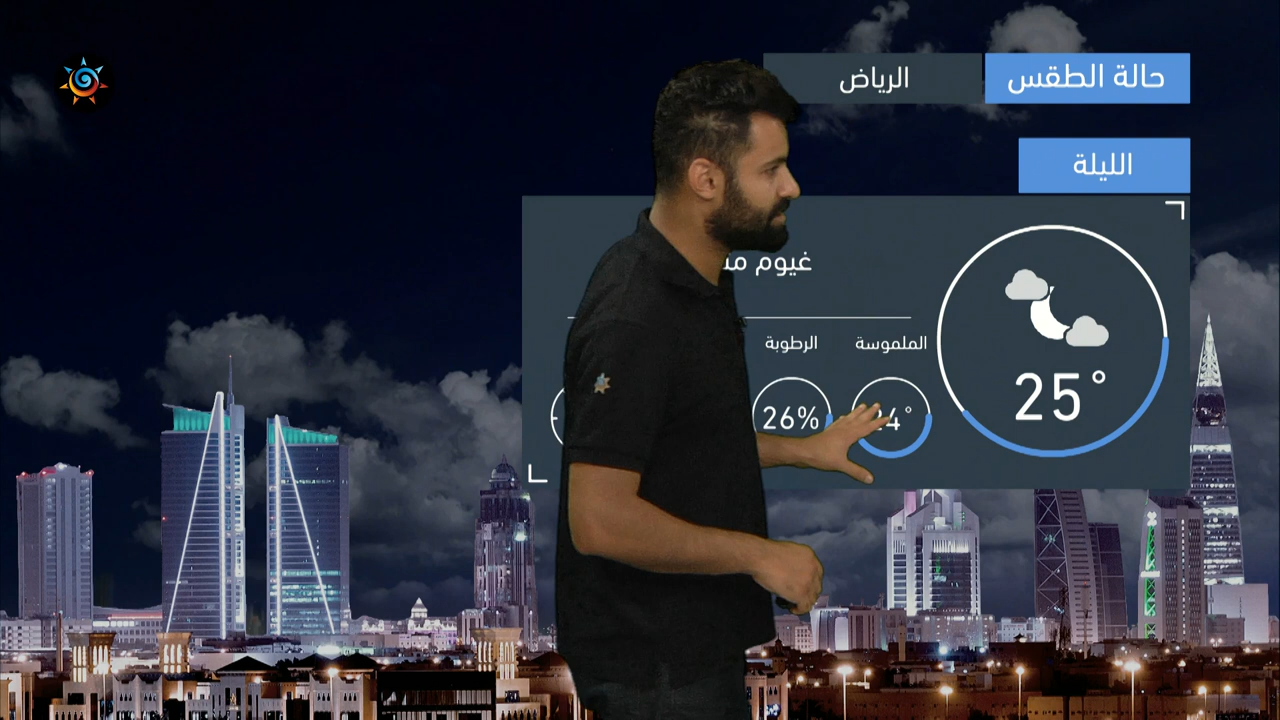 حالة الطقس
الرياض
الليلة
غيوم
الملموسة
الرطوبة
25°
26%